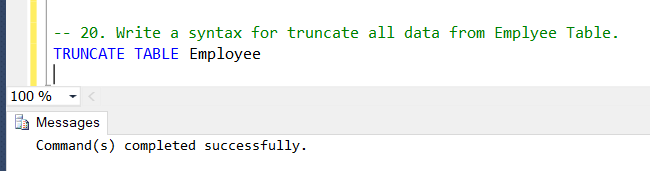 -- 20. Write a syntax for truncate all data from Emplyee Table.
TRUNCATE TABLE Employee
100 %
Messages
Command(s) completed successfully.